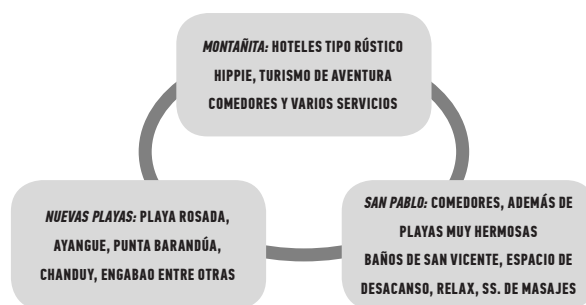 MONTAÑITA: HOTELES TIPO RÚSTICO
HIPPIE, TURISMO DE AVENTURA
COMEDORES Y VARIOS SERVICIOS
NUEVAS PLAYAS: PLAYA ROSADA,
AYANGUE, PUNTA BARANDÚA,
CHANDUY, ENGABAO ENTRE OTRAS
SAN PABLO: COMEDORES, ADEMÁS DE
PLAYAS MUY HERMOSAS
BAÑOS DE SAN VICENTE, ESPACIO DE
DESACANSO, RELAX, SS. DE MASAJES